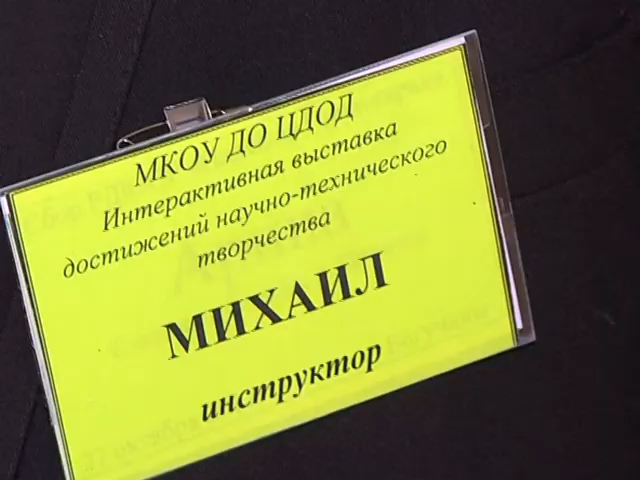 МКОУ ДО ЦДОД
Интерактивная выставка
достижений научно-технического
творчества
МИХАИЛ
инструктор